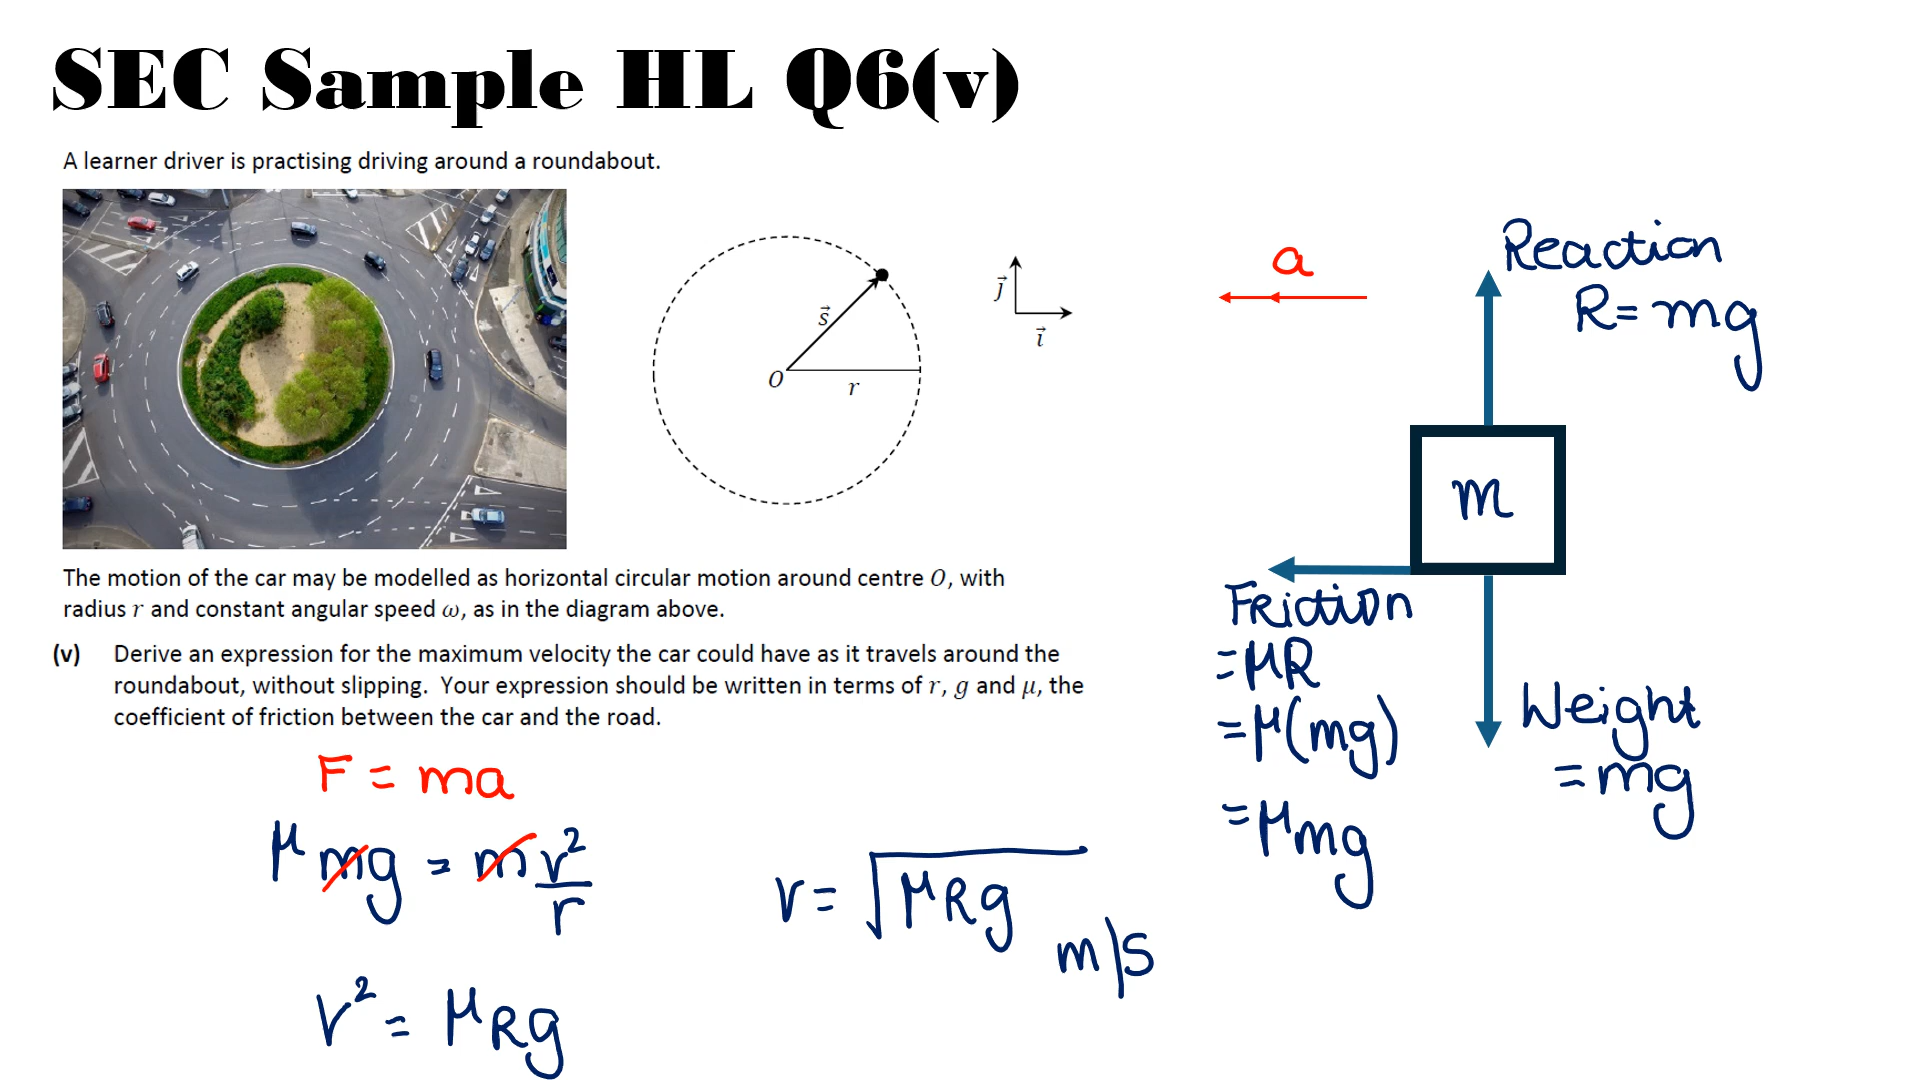 SEC Sample HL Q6(v)
A learner driver is practising driving around a roundabout.
s⃗
O
r
j⃗
i⃗
The motion of the car may be modelled as horizontal circular motion around centre O, with
radius r and constant angular speed ω, as in the diagram above.
(v) Derive an expression for the maximum velocity the car could have as it travels around the
roundabout, without slipping. Your expression should be written in terms of r, g and μ, the
coefficient of friction between the car and the road.
F = ma
μmg = m v²/r
v² = μRg
v = √μRg m/s
a
Reaction
R = mg
m
Friction
= μR
= μ(mg)
= μmg
Weight
= mg